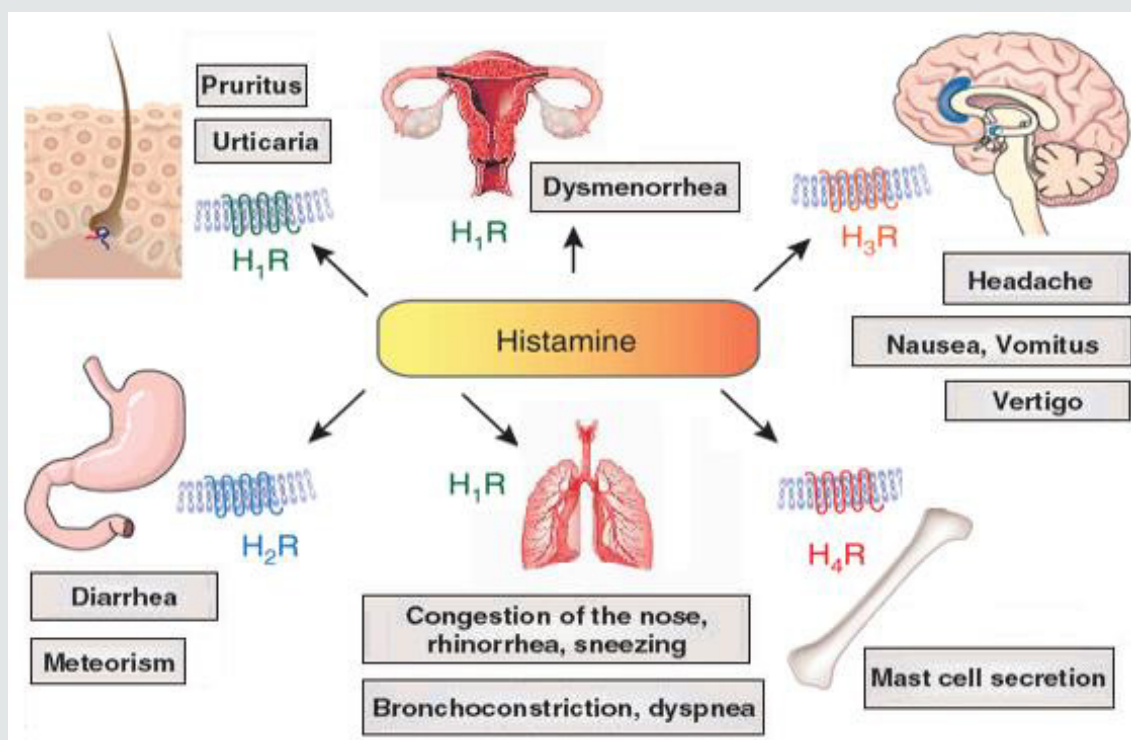 Pruritus
Urticaria
H₁R
H₁R
Dysmenorrhea
H₃R
Headache
Nausea, Vomitus
Vertigo
Histamine
H₂R
Diarrhea
Meteorism
H₁R
Congestion of the nose,
rhinorrhea, sneezing
Bronchoconstriction, dyspnea
H₄R
Mast cell secretion